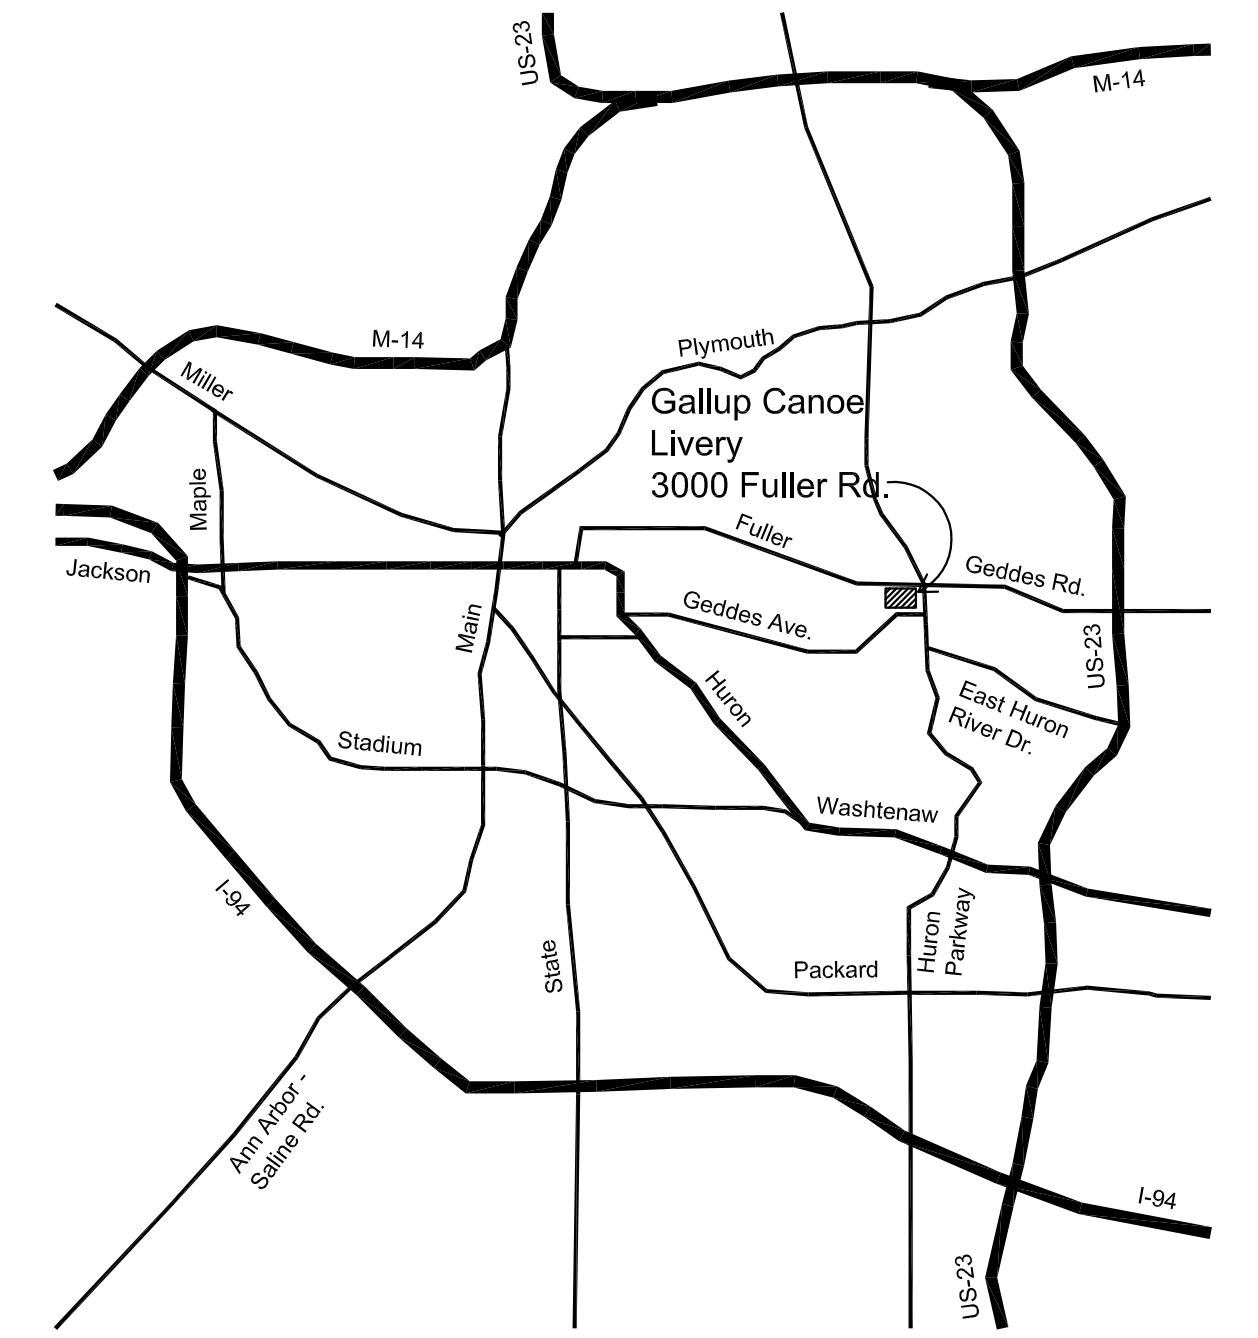 US-23
M-14
M-14
Plymouth
Miller
Gallup Canoe
Livery
3000 Fuller Rd.
Maple
Fuller
Jackson
Geddes Rd.
Geddes Ave.
Main
US-23
Huron
East Huron
River Dr.
Stadium
Washtenaw
I-94
Huron
Parkway
State
Packard
Ann Arbor -
Saline Rd.
I-94
US-23